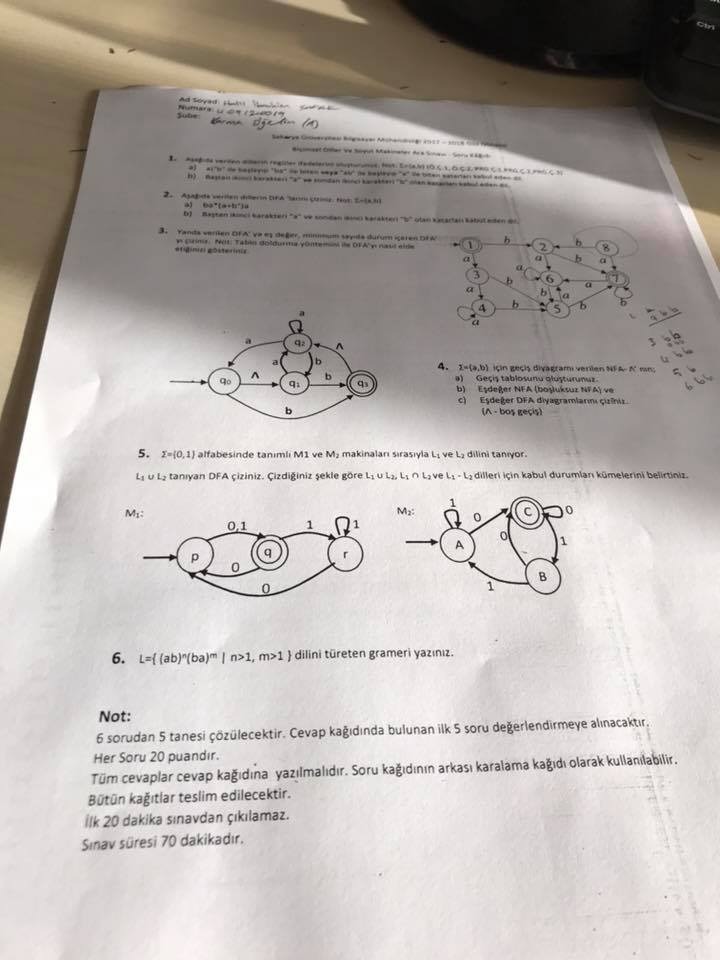 Ad Soyad:
Numara:
Şube: Karma Öğretim (A)
Sakarya Üniversitesi Bilgisayar Mühendisliği 2017 - 2018 Güz Dönemi
Biçimsel Diller Ve Soyut Makineler Ara Sınavı - Soru Kağıdı
1. Aşağıda verilen dillerin regüler ifadelerini oluşturunuz. Not: Σ={a,b}
a) ile başlayıp "ba" ile biten veya "ab" ile başlayıp "a" ile biten katarları kabul eden dil.
b) Baştan ikinci karakteri "a" ve sondan ikinci karakteri "b" olan katarları kabul eden dil.
2. Aşağıda verilen dillerin DFA 'larını çiziniz. Not: Σ={a,b}
a)
b) Baştan ikinci karakteri "a" ve sondan ikinci karakteri "b" olan katarları kabul eden dil.
3. Yanda verilen DFA' ya eş değer, minimum sayıda durum içeren DFA'
yı çiziniz. Not: Tablo doldurma yöntemini ile DFA'yı nasıl elde
ettiğinizi gösteriniz.
1 b 2 b 8
a a b a
3 b a 6 a 7
a b a b
4 b 5 b
a
a
q₂
a Λ
a b
q₀ Λ q₁ b q₃
b
4. Σ={a,b} için geçiş diyagramı verilen NFA- Λ' nın;
a) Geçiş tablosunu oluşturunuz.
b) Eşdeğer NFA (boşluksuz NFA) ve
c) Eşdeğer DFA diyagramlarını çiziniz.
(Λ - boş geçiş)
5. Σ={0,1} alfabesinde tanımlı M1 ve M₂ makinaları sırasıyla L₁ ve L₂ dilini tanıyor.
L₁ ∪ L₂ tanıyan DFA çiziniz. Çizdiğiniz şekle göre L₁ ∪ L₂, L₁ ∩ L₂ ve L₁ - L₂ dilleri için kabul durumları kümelerini belirtiniz.
M₁:
0,1 1 1
p q r
0
0
M₂:
1 0 C 0
A 0 1
B
1
6. L={ (ab)ⁿ(ba)ᵐ | n>1, m>1 } dilini türeten grameri yazınız.
Not:
6 sorudan 5 tanesi çözülecektir. Cevap kağıdında bulunan ilk 5 soru değerlendirmeye alınacaktır.
Her Soru 20 puandır.
Tüm cevaplar cevap kağıdına yazılmalıdır. Soru kağıdının arkası karalama kağıdı olarak kullanılabilir.
Bütün kağıtlar teslim edilecektir.
İlk 20 dakika sınavdan çıkılamaz.
Sınav süresi 70 dakikadır.